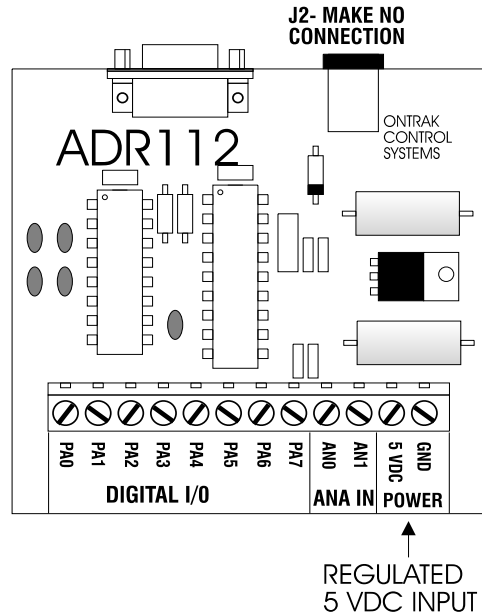 J2- MAKE NO
CONNECTION
ONTRAK
CONTROL
SYSTEMS
ADR112
PA0 PA1 PA2 PA3 PA4 PA5 PA6 PA7 AN0 AN1 5 VDC GND
DIGITAL I/0 ANA IN POWER
REGULATED
5 VDC INPUT